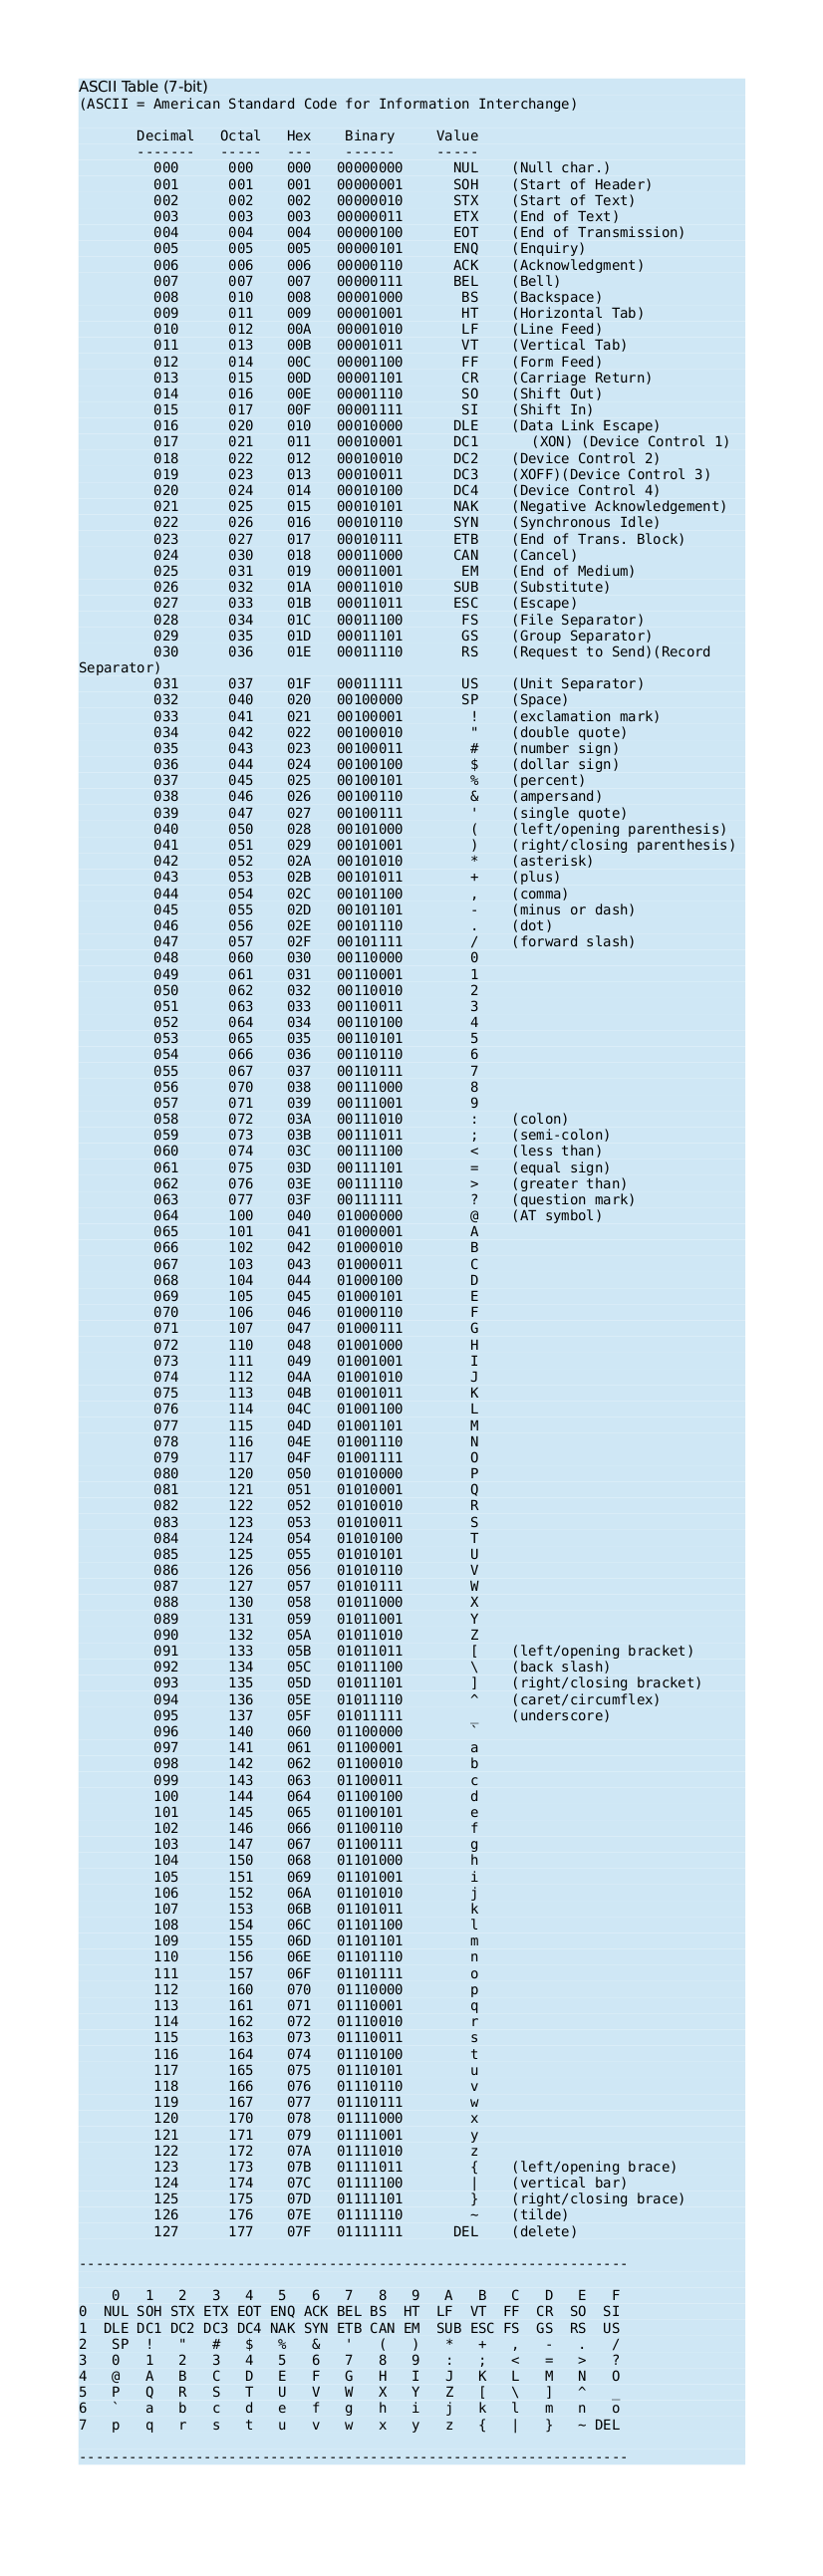 ASCII Table (7-bit)
(ASCII = American Standard Code for Information Interchange)
Decimal Octal Hex Binary Value
------- ----- --- ------ -----
000 000 000 00000000 NUL (Null char.)
001 001 001 00000001 SOH (Start of Header)
002 002 002 00000010 STX (Start of Text)
003 003 003 00000011 ETX (End of Text)
004 004 004 00000100 EOT (End of Transmission)
005 005 005 00000101 ENQ (Enquiry)
006 006 006 00000110 ACK (Acknowledgment)
007 007 007 00000111 BEL (Bell)
008 010 008 00001000 BS (Backspace)
009 011 009 00001001 HT (Horizontal Tab)
010 012 00A 00001010 LF (Line Feed)
011 013 00B 00001011 VT (Vertical Tab)
012 014 00C 00001100 FF (Form Feed)
013 015 00D 00001101 CR (Carriage Return)
014 016 00E 00001110 SO (Shift Out)
015 017 00F 00001111 SI (Shift In)
016 020 010 00010000 DLE (Data Link Escape)
017 021 011 00010001 DC1 (XON) (Device Control 1)
018 022 012 00010010 DC2 (Device Control 2)
019 023 013 00010011 DC3 (XOFF)(Device Control 3)
020 024 014 00010100 DC4 (Device Control 4)
021 025 015 00010101 NAK (Negative Acknowledgement)
022 026 016 00010110 SYN (Synchronous Idle)
023 027 017 00010111 ETB (End of Trans. Block)
024 030 018 00011000 CAN (Cancel)
025 031 019 00011001 EM (End of Medium)
026 032 01A 00011010 SUB (Substitute)
027 033 01B 00011011 ESC (Escape)
028 034 01C 00011100 FS (File Separator)
029 035 01D 00011101 GS (Group Separator)
030 036 01E 00011110 RS (Request to Send)(Record
Separator)
031 037 01F 00011111 US (Unit Separator)
032 040 020 00100000 SP (Space)
033 041 021 00100001 ! (exclamation mark)
034 042 022 00100010 " (double quote)
035 043 023 00100011 # (number sign)
036 044 024 00100100 $ (dollar sign)
037 045 025 00100101 % (percent)
038 046 026 00100110 & (ampersand)
039 047 027 00100111 ' (single quote)
040 050 028 00101000 ( (left/opening parenthesis)
041 051 029 00101001 ) (right/closing parenthesis)
042 052 02A 00101010 * (asterisk)
043 053 02B 00101011 + (plus)
044 054 02C 00101100 , (comma)
045 055 02D 00101101 - (minus or dash)
046 056 02E 00101110 . (dot)
047 057 02F 00101111 / (forward slash)
048 060 030 00110000 0
049 061 031 00110001 1
050 062 032 00110010 2
051 063 033 00110011 3
052 064 034 00110100 4
053 065 035 00110101 5
054 066 036 00110110 6
055 067 037 00110111 7
056 070 038 00111000 8
057 071 039 00111001 9
058 072 03A 00111010 : (colon)
059 073 03B 00111011 ; (semi-colon)
060 074 03C 00111100 < (less than)
061 075 03D 00111101 = (equal sign)
062 076 03E 00111110 > (greater than)
063 077 03F 00111111 ? (question mark)
064 100 040 01000000 @ (AT symbol)
065 101 041 01000001 A
066 102 042 01000010 B
067 103 043 01000011 C
068 104 044 01000100 D
069 105 045 01000101 E
070 106 046 01000110 F
071 107 047 01000111 G
072 110 048 01001000 H
073 111 049 01001001 I
074 112 04A 01001010 J
075 113 04B 01001011 K
076 114 04C 01001100 L
077 115 04D 01001101 M
078 116 04E 01001110 N
079 117 04F 01001111 O
080 120 050 01010000 P
081 121 051 01010001 Q
082 122 052 01010010 R
083 123 053 01010011 S
084 124 054 01010100 T
085 125 055 01010101 U
086 126 056 01010110 V
087 127 057 01010111 W
088 130 058 01011000 X
089 131 059 01011001 Y
090 132 05A 01011010 Z
091 133 05B 01011011 [ (left/opening bracket)
092 134 05C 01011100 \ (back slash)
093 135 05D 01011101 ] (right/closing bracket)
094 136 05E 01011110 ^ (caret/circumflex)
095 137 05F 01011111 _ (underscore)
096 140 060 01100000 `
097 141 061 01100001 a
098 142 062 01100010 b
099 143 063 01100011 c
100 144 064 01100100 d
101 145 065 01100101 e
102 146 066 01100110 f
103 147 067 01100111 g
104 150 068 01101000 h
105 151 069 01101001 i
106 152 06A 01101010 j
107 153 06B 01101011 k
108 154 06C 01101100 l
109 155 06D 01101101 m
110 156 06E 01101110 n
111 157 06F 01101111 o
112 160 070 01110000 p
113 161 071 01110001 q
114 162 072 01110010 r
115 163 073 01110011 s
116 164 074 01110100 t
117 165 075 01110101 u
118 166 076 01110110 v
119 167 077 01110111 w
120 170 078 01111000 x
121 171 079 01111001 y
122 172 07A 01111010 z
123 173 07B 01111011 { (left/opening brace)
124 174 07C 01111100 | (vertical bar)
125 175 07D 01111101 } (right/closing brace)
126 176 07E 01111110 ~ (tilde)
127 177 07F 01111111 DEL (delete)
------------------------------------------------------------------
0 1 2 3 4 5 6 7 8 9 A B C D E F
0 NUL SOH STX ETX EOT ENQ ACK BEL BS HT LF VT FF CR SO SI
1 DLE DC1 DC2 DC3 DC4 NAK SYN ETB CAN EM SUB ESC FS GS RS US
2 SP ! " # $ % & ' ( ) * + , - . /
3 0 1 2 3 4 5 6 7 8 9 : ; < = > ?
4 @ A B C D E F G H I J K L M N O
5 P Q R S T U V W X Y Z [ \ ] ^ _
6 ` a b c d e f g h i j k l m n o
7 p q r s t u v w x y z { | } ~ DEL
------------------------------------------------------------------